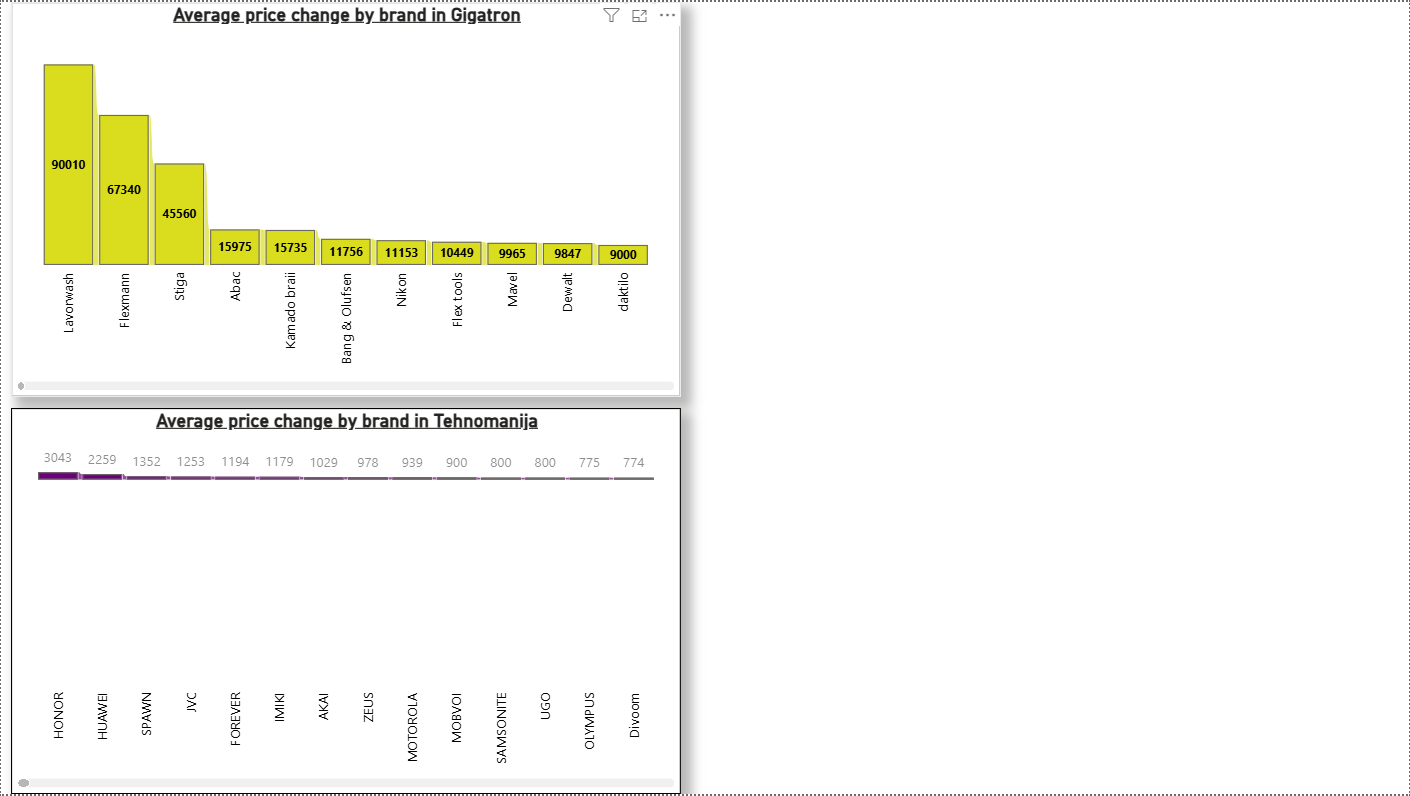 Average price change by brand in Gigatron
90010
67340
45560
15975
15735
11756
11153
10449
9965
9847
9000
Lavorwash
Flexmann
Stiga
Abac
Kamado braii
Bang & Olufsen
Nikon
Flex tools
Mavel
Dewalt
daktilo
Average price change by brand in Tehnomanija
3043
2259
1352
1253
1194
1179
1029
978
939
900
800
800
775
774
HONOR
HUAWEI
SPAWN
JVC
FOREVER
IMIKI
AKAI
ZEUS
MOTOROLA
MOBVOI
SAMSONITE
UGO
OLYMPUS
Divoom